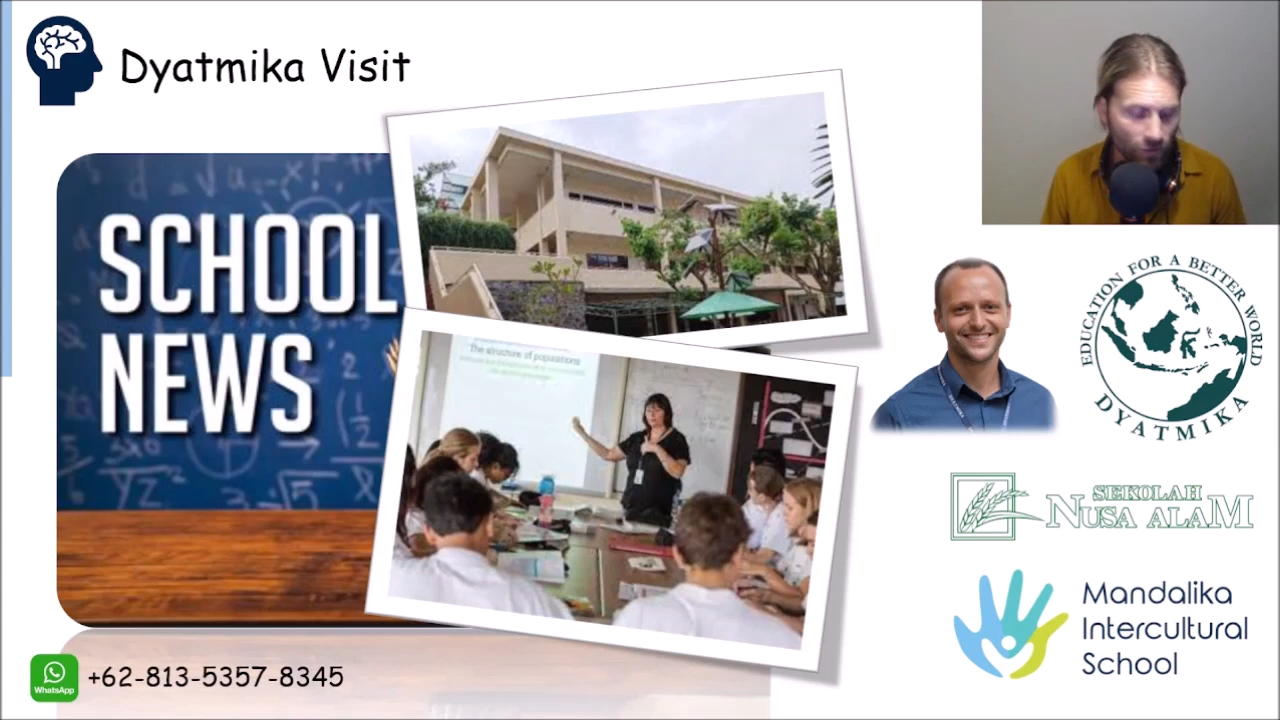 Dyatmika Visit
SCHOOL
NEWS
The structure of populations
EDUCATION FOR A BETTER WORLD
DYATMIKA
SEKOLAH
NUSA ALAM
Mandalika
Intercultural
School
WhatsApp
+62-813-5357-8345